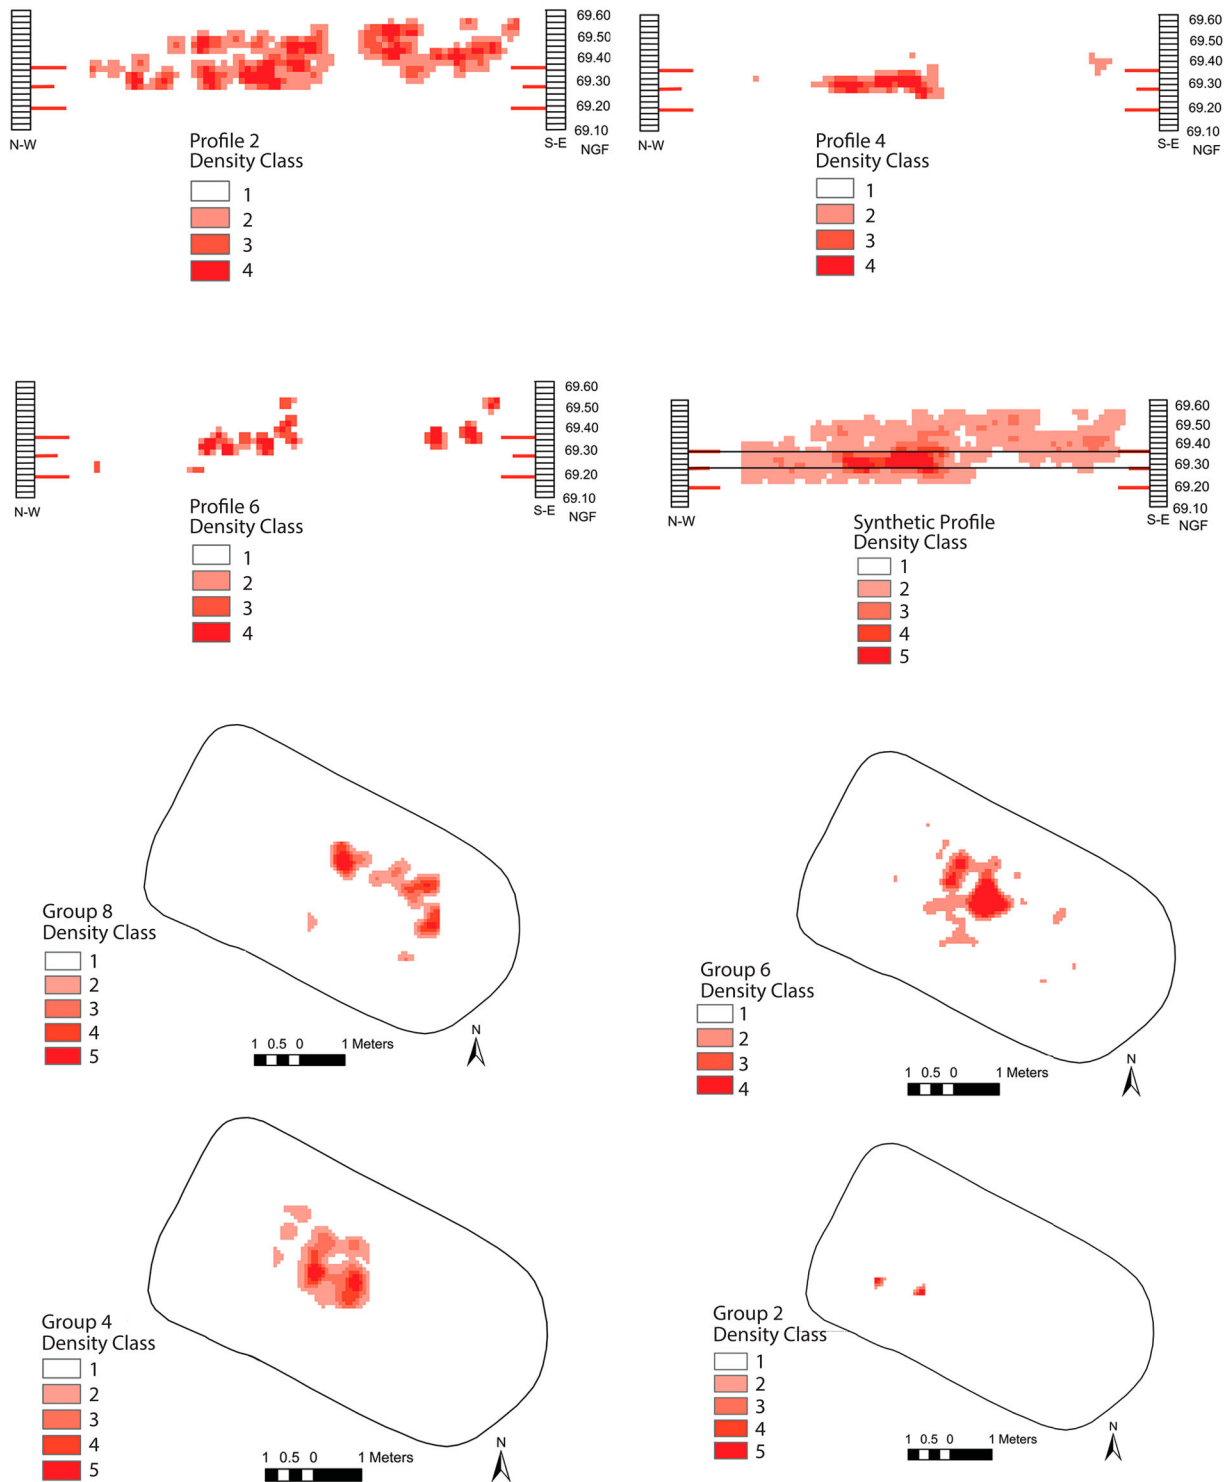 69.60
69.50
69.40
69.30
69.20
69.10
N-W
S-E
NGF
Profile 2
Density Class
1
2
3
4
69.60
69.50
69.40
69.30
69.20
69.10
N-W
S-E
NGF
Profile 4
Density Class
1
2
3
4
69.60
69.50
69.40
69.30
69.20
69.10
N-W
S-E
NGF
Profile 6
Density Class
1
2
3
4
69.60
69.50
69.40
69.30
69.20
69.10
N-W
S-E
NGF
Synthetic Profile
Density Class
1
2
3
4
5
Group 8
Density Class
1
2
3
4
5
1 0.5 0 1 Meters
N
Group 6
Density Class
1
2
3
4
1 0.5 0 1 Meters
N
Group 4
Density Class
1
2
3
4
5
1 0.5 0 1 Meters
N
Group 2
Density Class
1
2
3
4
5
1 0.5 0 1 Meters
N